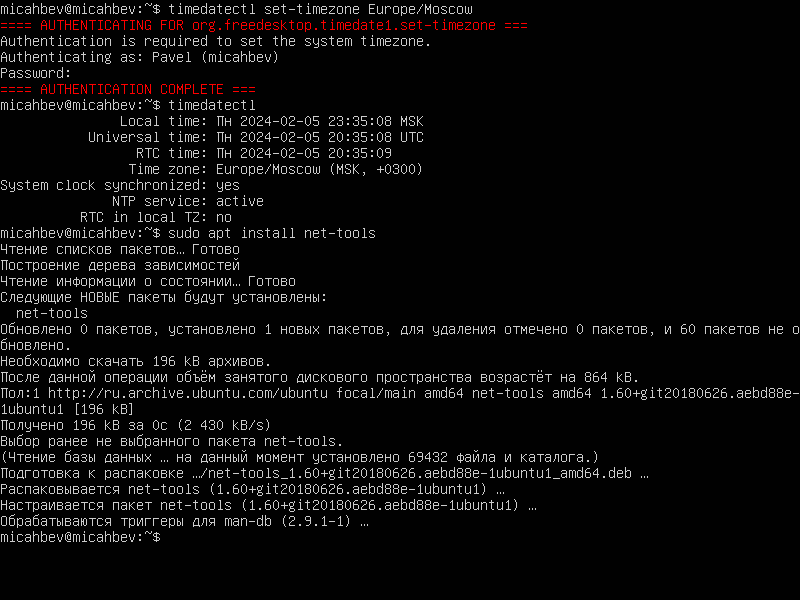 micahbev@micahbev:~$ timedatectl set-timezone Europe/Moscow
==== AUTHENTICATING FOR org.freedesktop.timedate1.set-timezone ===
Authentication is required to set the system timezone.
Authenticating as: Pavel (micahbev)
Password:
==== AUTHENTICATION COMPLETE ===
micahbev@micahbev:~$ timedatectl
Local time: Пн 2024-02-05 23:35:08 MSK
Universal time: Пн 2024-02-05 20:35:08 UTC
RTC time: Пн 2024-02-05 20:35:09
Time zone: Europe/Moscow (MSK, +0300)
System clock synchronized: yes
NTP service: active
RTC in local TZ: no
micahbev@micahbev:~$ sudo apt install net-tools
Чтение списков пакетов… Готово
Построение дерева зависимостей
Чтение информации о состоянии… Готово
Следующие НОВЫЕ пакеты будут установлены:
net-tools
Обновлено 0 пакетов, установлено 1 новых пакетов, для удаления отмечено 0 пакетов, и 60 пакетов не о
бновлено.
Необходимо скачать 196 kB архивов.
После данной операции объём занятого дискового пространства возрастёт на 864 kB.
Пол:1 http://ru.archive.ubuntu.com/ubuntu focal/main amd64 net-tools amd64 1.60+git20180626.aebd88e-
1ubuntu1 [196 kB]
Получено 196 kB за 0с (2 430 kB/s)
Выбор ранее не выбранного пакета net-tools.
(Чтение базы данных … на данный момент установлено 69432 файла и каталога.)
Подготовка к распаковке …/net-tools_1.60+git20180626.aebd88e-1ubuntu1_amd64.deb …
Распаковывается net-tools (1.60+git20180626.aebd88e-1ubuntu1) …
Настраивается пакет net-tools (1.60+git20180626.aebd88e-1ubuntu1) …
Обрабатываются триггеры для man-db (2.9.1-1) …
micahbev@micahbev:~$